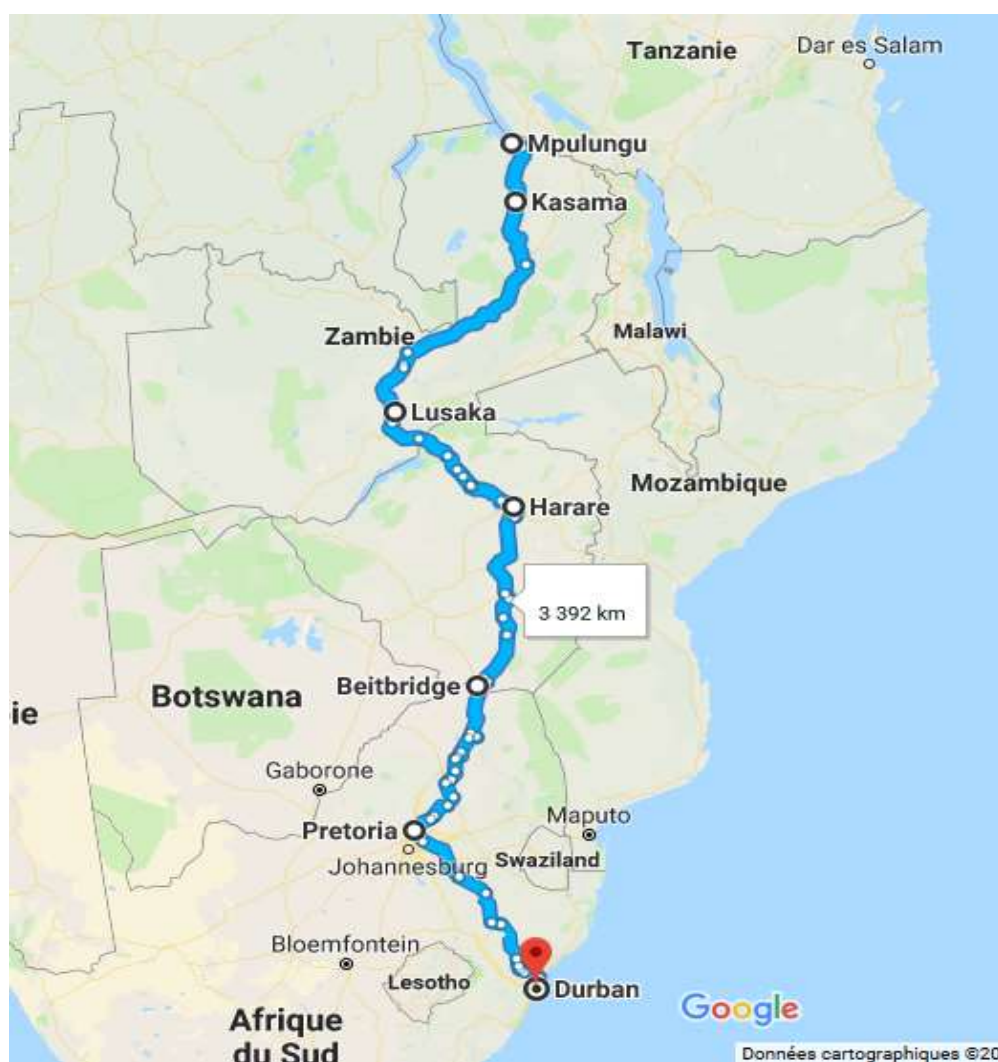 Tanzanie
Dar es Salam
Mpulungu
Kasama
Malawi
Zambie
Lusaka
Mozambique
Harare
3 392 km
Beitbridge
Botswana
ie
Gaborone
Maputo
Pretoria
Johannesburg
Swaziland
Bloemfontein
Lesotho
Durban
Google
Afrique
du Sud
Données cartographiques ©20